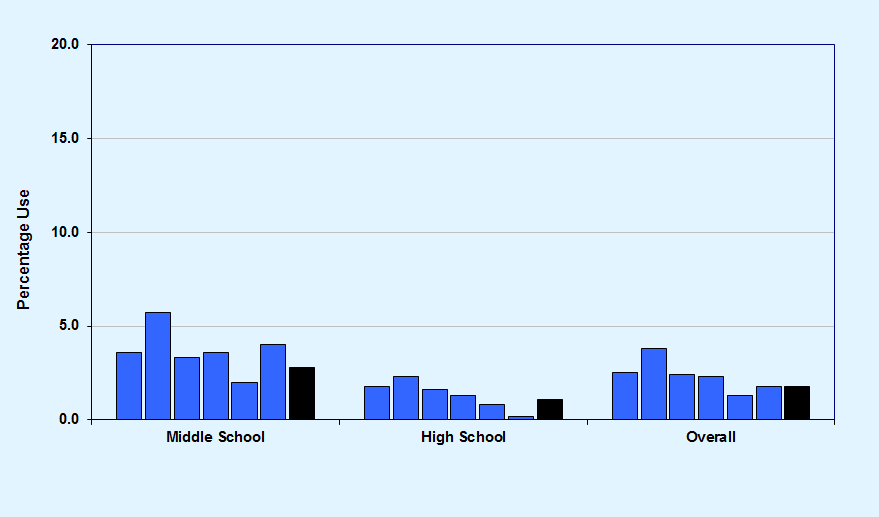 20.0
15.0
10.0
5.0
0.0
Percentage Use
Middle School
High School
Overall